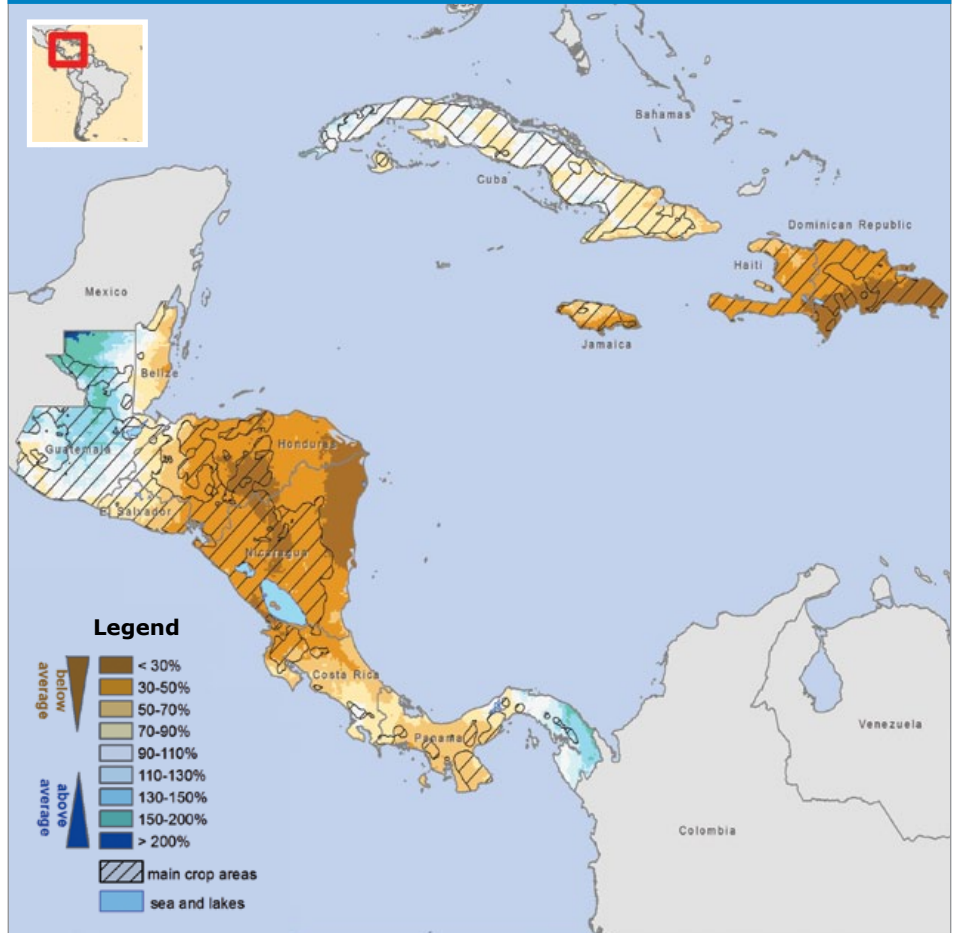 Bahamas
Cuba
Dominican Republic
Haiti
Mexico
Jamaica
Belize
Honduras
Guatemala
El Salvador
Nicaragua
Costa Rica
Panama
Venezuela
Colombia
Legend
below
average
< 30%
30-50%
50-70%
70-90%
90-110%
above
average
110-130%
130-150%
150-200%
> 200%
main crop areas
sea and lakes